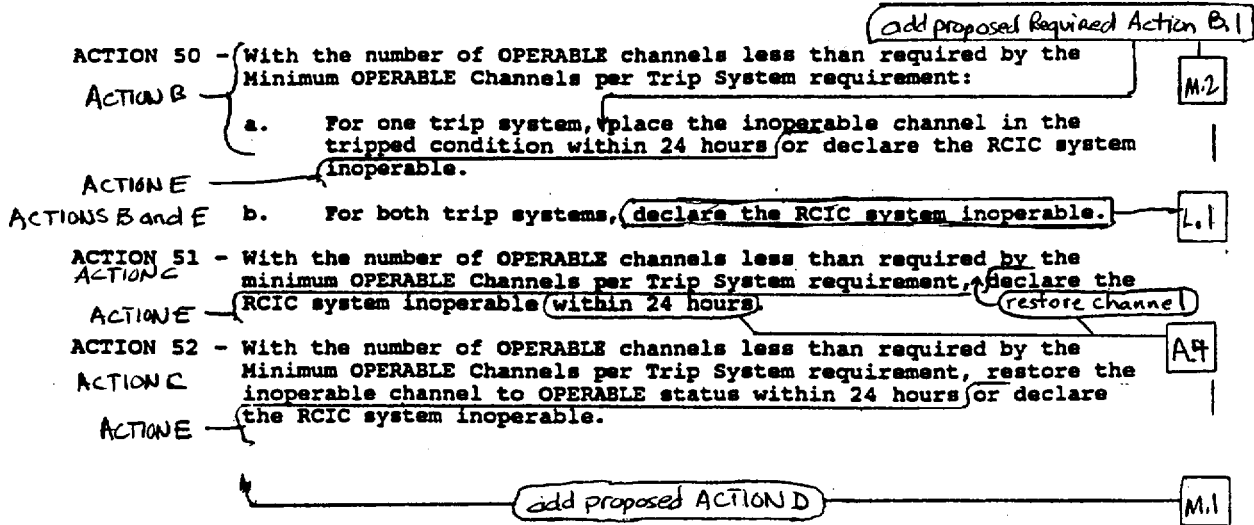 add proposed Required Action B.1
ACTION 50 - With the number of OPERABLE channels less than required by the
Minimum OPERABLE Channels per Trip System requirement:
ACTION B
M.2
a. For one trip system, place the inoperable channel in the
tripped condition within 24 hours or declare the RCIC system
inoperable.
ACTION E
ACTIONS B and E
b. For both trip systems, declare the RCIC system inoperable.
L.1
ACTION 51 - With the number of OPERABLE channels less than required by the
ACTION C
minimum OPERABLE Channels per Trip System requirement, declare the
ACTION E
RCIC system inoperable within 24 hours.
restore channel
A.4
ACTION 52 - With the number of OPERABLE channels less than required by the
ACTION C
Minimum OPERABLE Channels per Trip System requirement, restore the
inoperable channel to OPERABLE status within 24 hours or declare
ACTION E
the RCIC system inoperable.
add proposed ACTION D
M.1